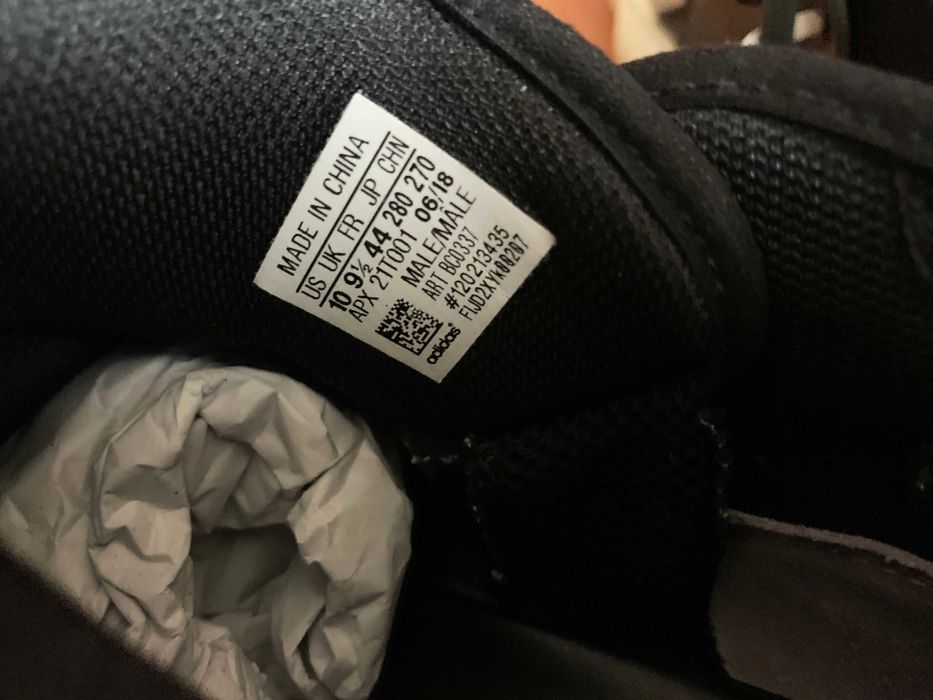 MADE IN CHINA
US UK FR JP CHN
10 9½ 44 280 270
APX 21T001 06/18
MALE/MÂLE
ART BC0337
#120213435
adidas®